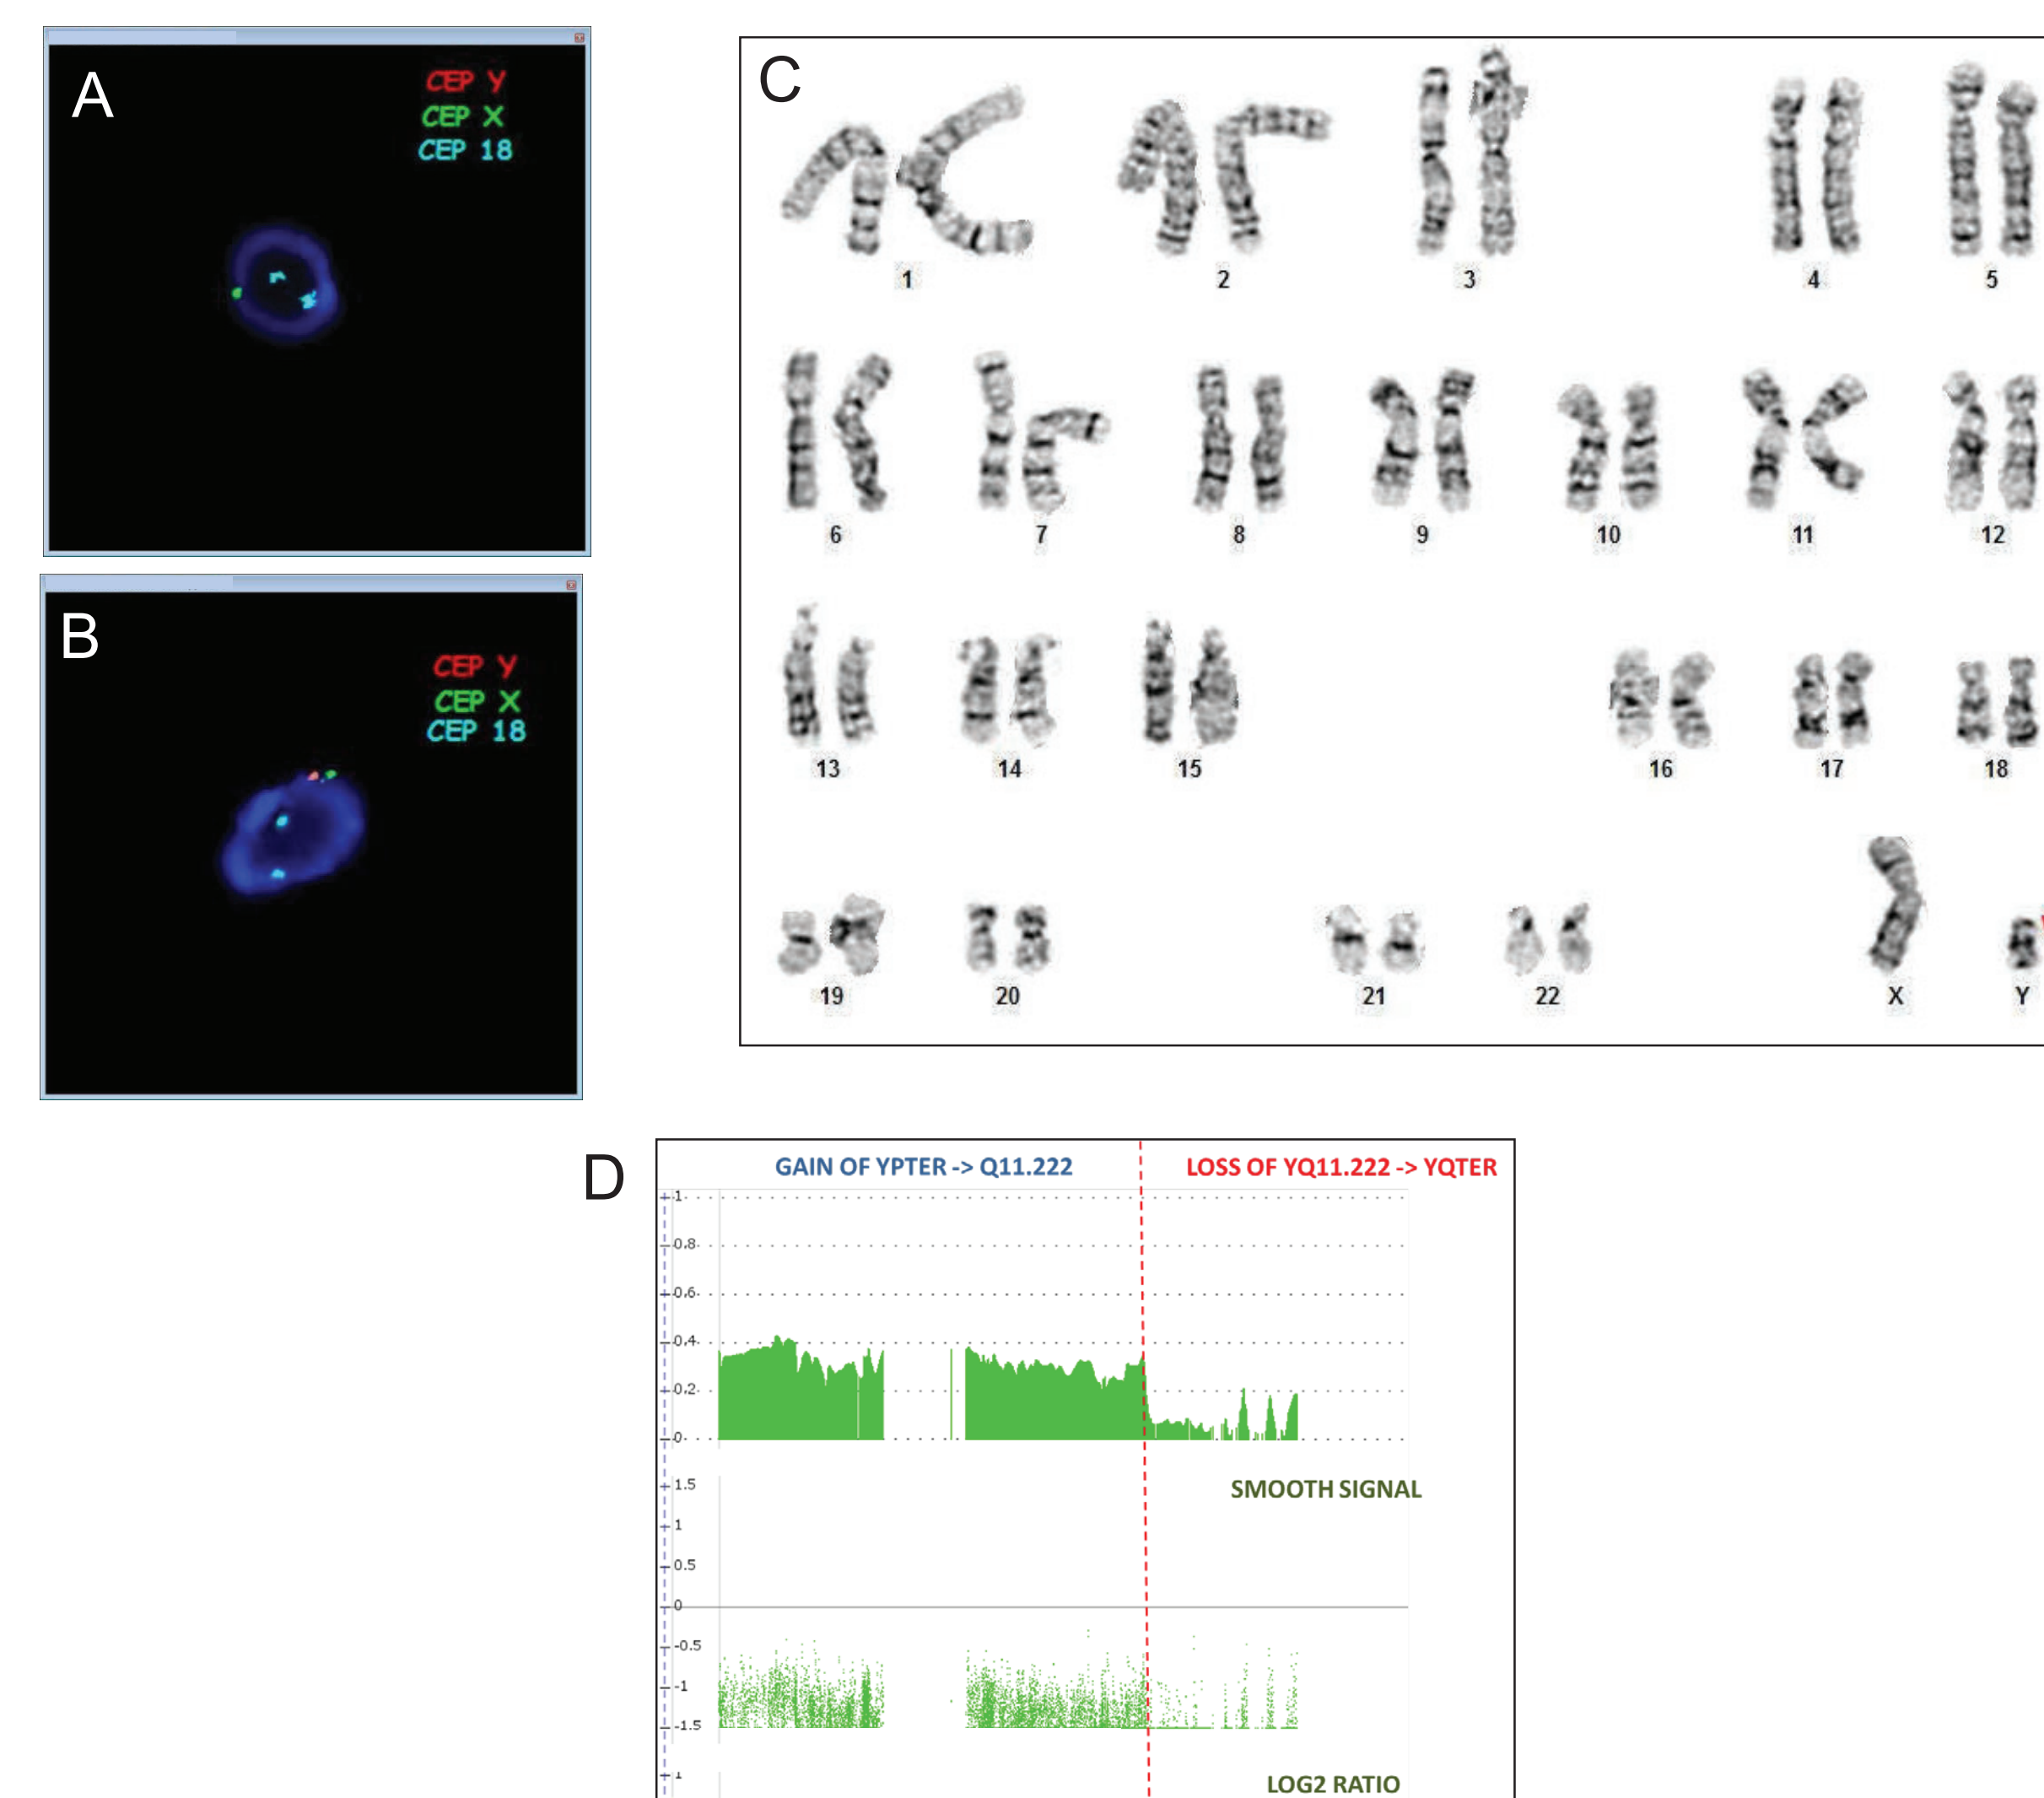 A
CEP Y
CEP X
CEP 18
B
CEP Y
CEP X
CEP 18
C
1 2 3 4 5
6 7 8 9 10 11 12
13 14 15 16 17 18
19 20 21 22 X Y
D
GAIN OF YPTER -> Q11.222 LOSS OF YQ11.222 -> YQTER
1
0.8
0.6
0.4
0.2
0
1.5
SMOOTH SIGNAL
1
0.5
0
-0.5
-1
-1.5
1
LOG2 RATIO